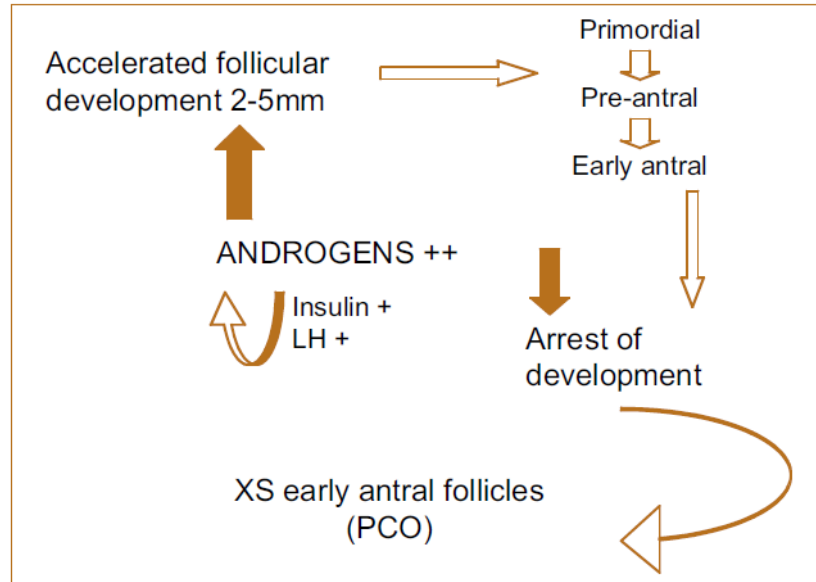 Accelerated follicular
development 2-5mm
Primordial
Pre-antral
Early antral
ANDROGENS ++
Insulin +
LH +
Arrest of
development
XS early antral follicles
(PCO)